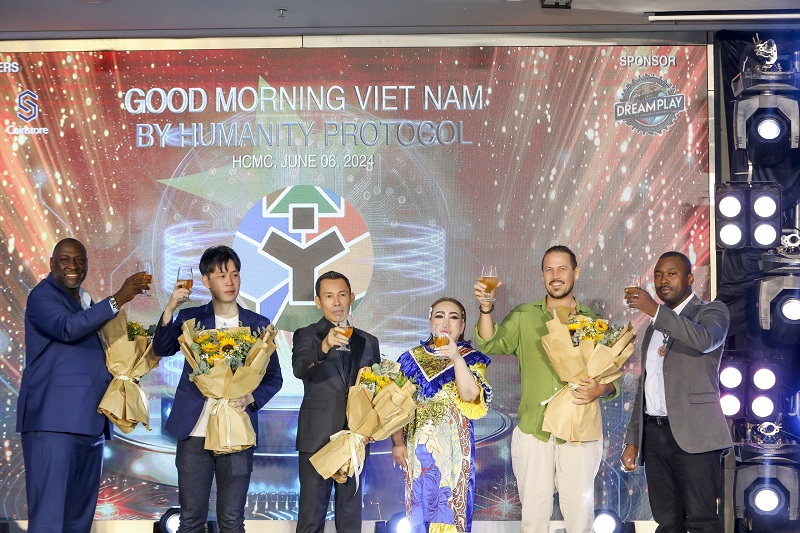 ERS
Coinstore
GOOD MORNING VIET NAM
BY HUMANITY PROTOCOL
HCMC, JUNE 06, 2024
SPONSOR
DREAMPLAY